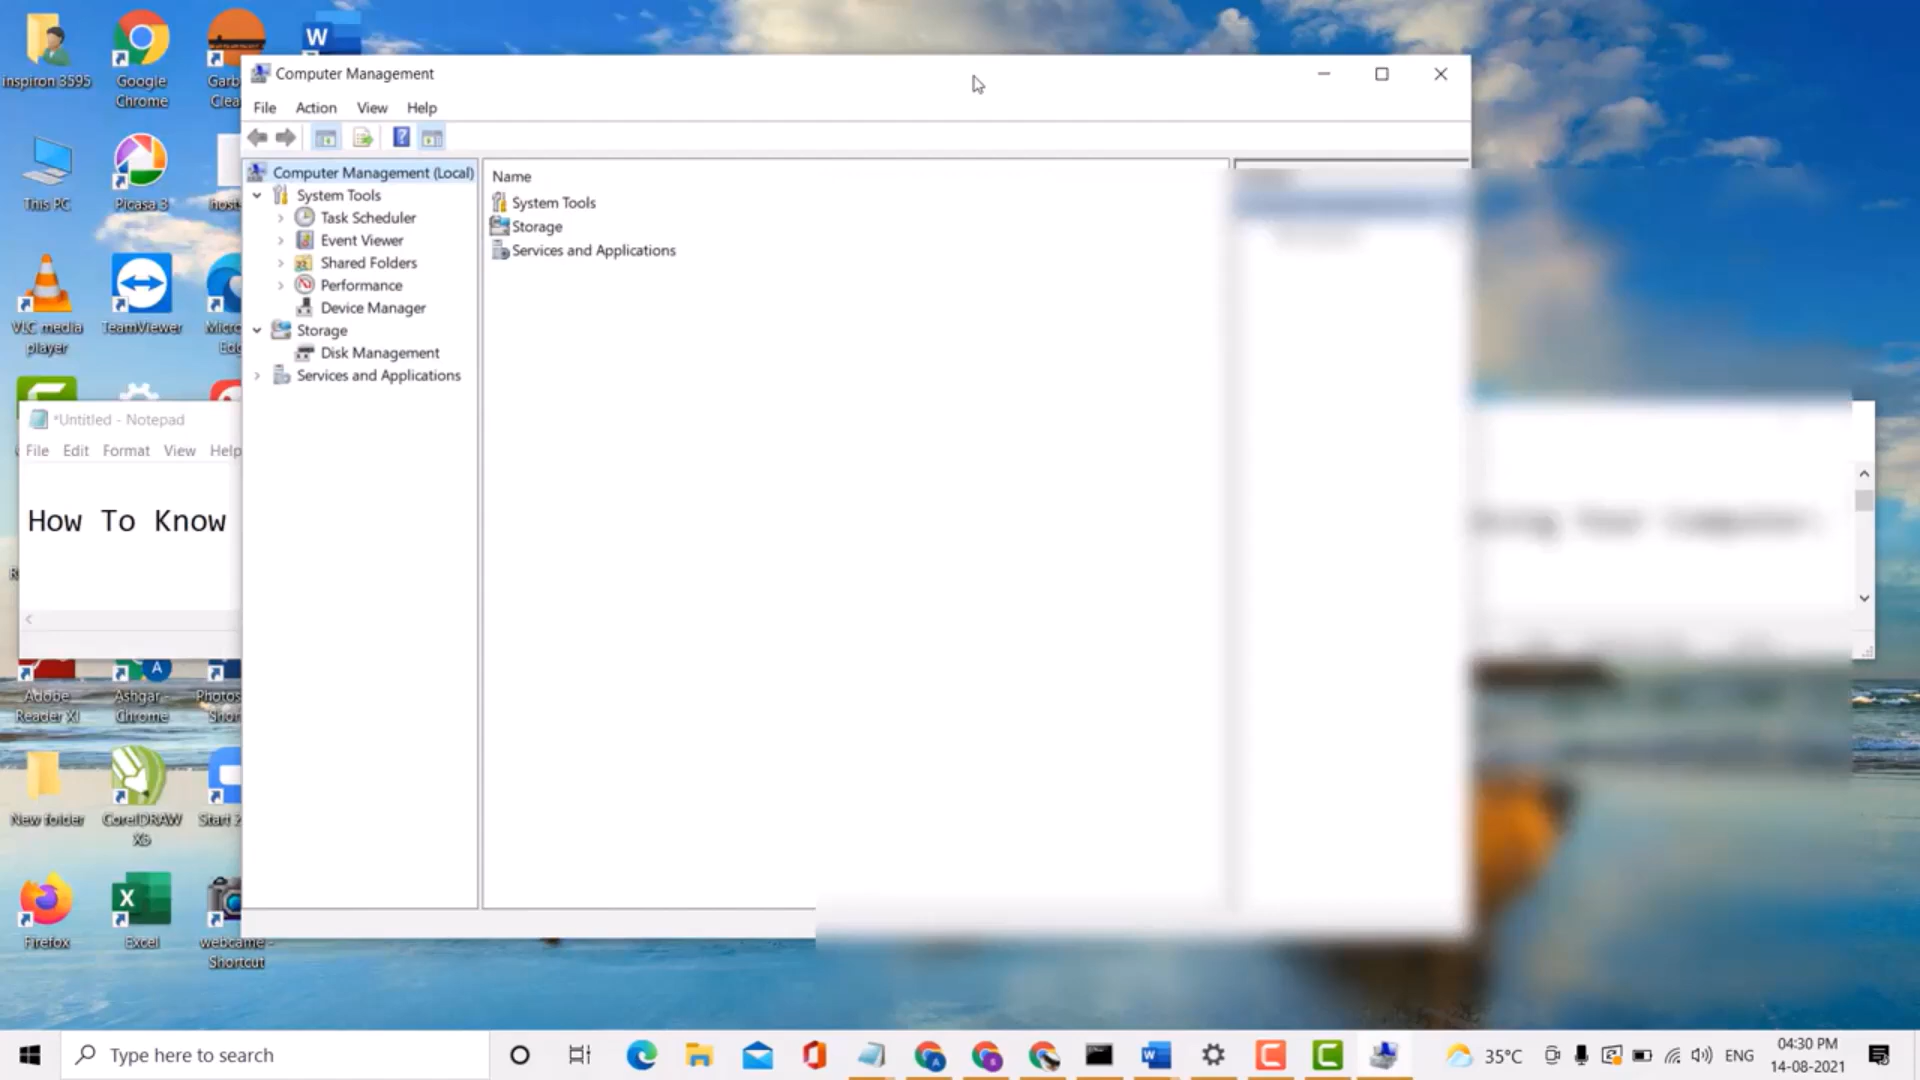 inspiron 3595
Google
Chrome
This PC
Picasa 3
VLC media
player
TeamViewer
Computer Management
File Action View Help
Computer Management (Local)
System Tools
Task Scheduler
Event Viewer
Shared Folders
Performance
Device Manager
Storage
Disk Management
Services and Applications
Name
System Tools
Storage
Services and Applications
*Untitled - Notepad
File Edit Format View Help
How To Know
Adobe
Reader XI
Ashgar -
Chrome
Photos
Shor
New folder
CorelDRAW
X5
Start
Firefox
Excel
webcame -
Shortcut
Type here to search
35°C
ENG
04:30 PM
14-08-2021